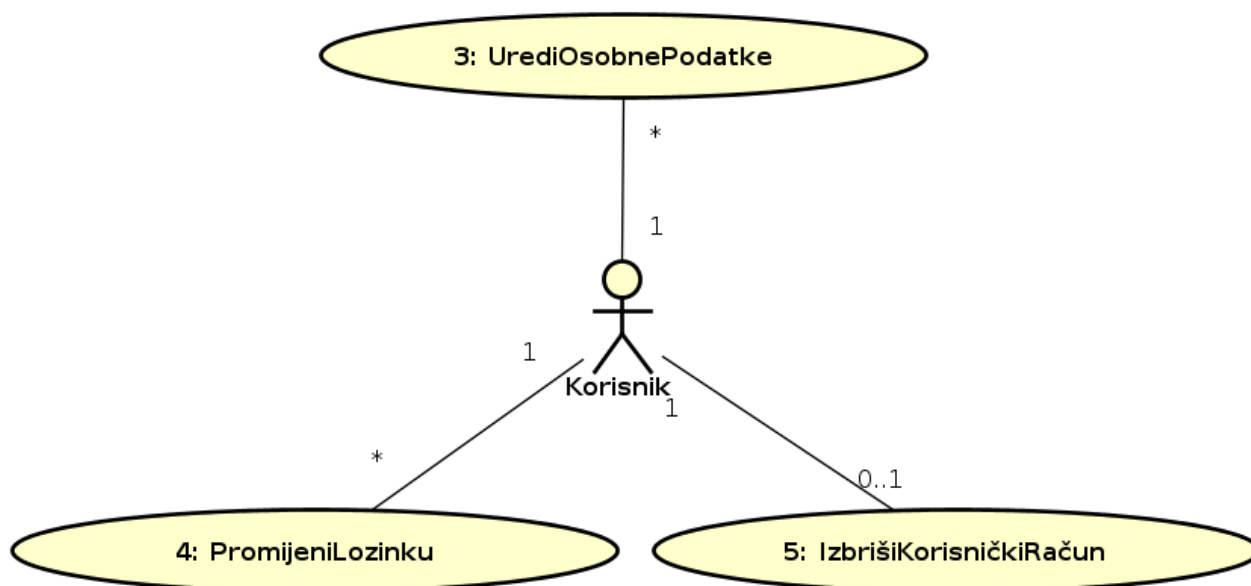 3: UrediOsobnePodatke
*
1
1
Korisnik
1
*
0..1
4: PromijeniLozinku
5: IzbrišiKorisničkiRačun